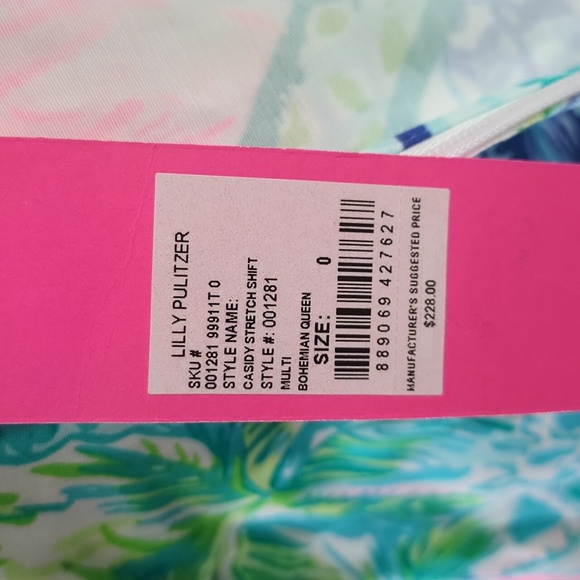 LILLY PULITZER
SKU #
001281 99911T 0
STYLE NAME:
CASIDY STRETCH SHIFT
STYLE #: 001281
MULTI
BOHEMIAN QUEEN
SIZE: 0
889069 427627
MANUFACTURER'S SUGGESTED PRICE
$228.00